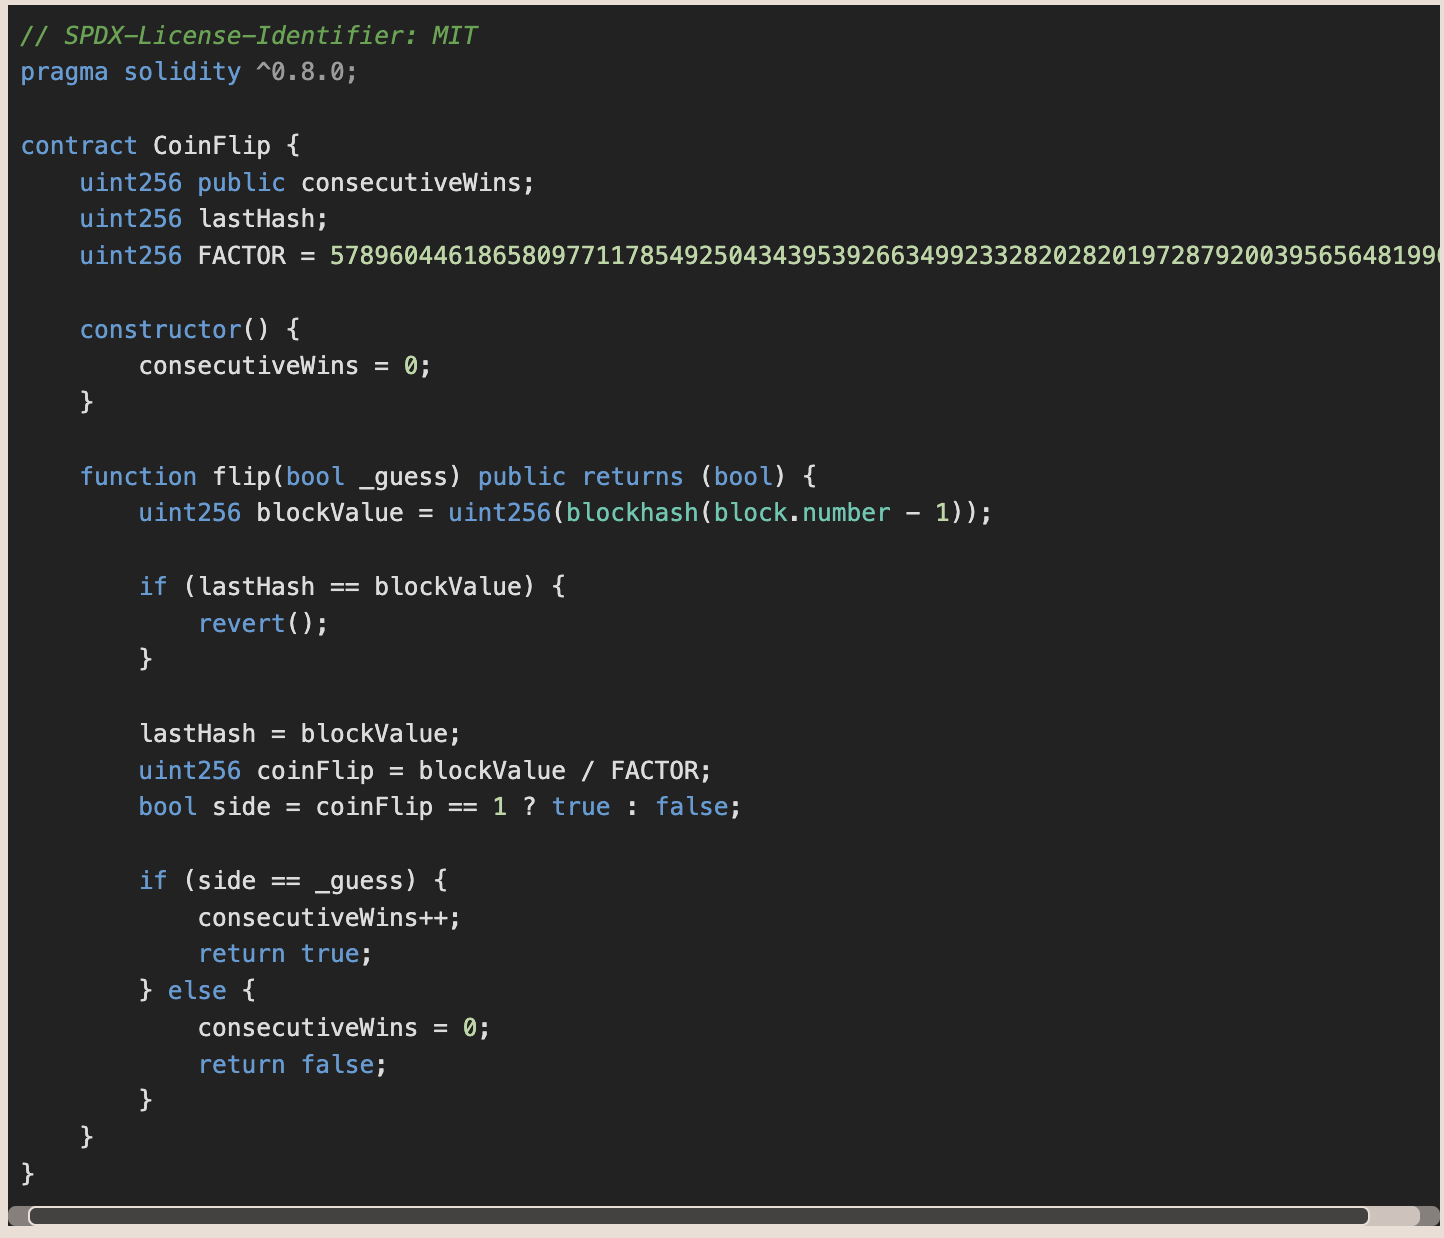 // SPDX-License-Identifier: MIT
pragma solidity ^0.8.0;
contract CoinFlip {
uint256 public consecutiveWins;
uint256 lastHash;
uint256 FACTOR = 578960446186580977117854925043439539266349923328202820197287920039565648199
constructor() {
consecutiveWins = 0;
}
function flip(bool _guess) public returns (bool) {
uint256 blockValue = uint256(blockhash(block.number - 1));
if (lastHash == blockValue) {
revert();
}
lastHash = blockValue;
uint256 coinFlip = blockValue / FACTOR;
bool side = coinFlip == 1 ? true : false;
if (side == _guess) {
consecutiveWins++;
return true;
} else {
consecutiveWins = 0;
return false;
}
}
}